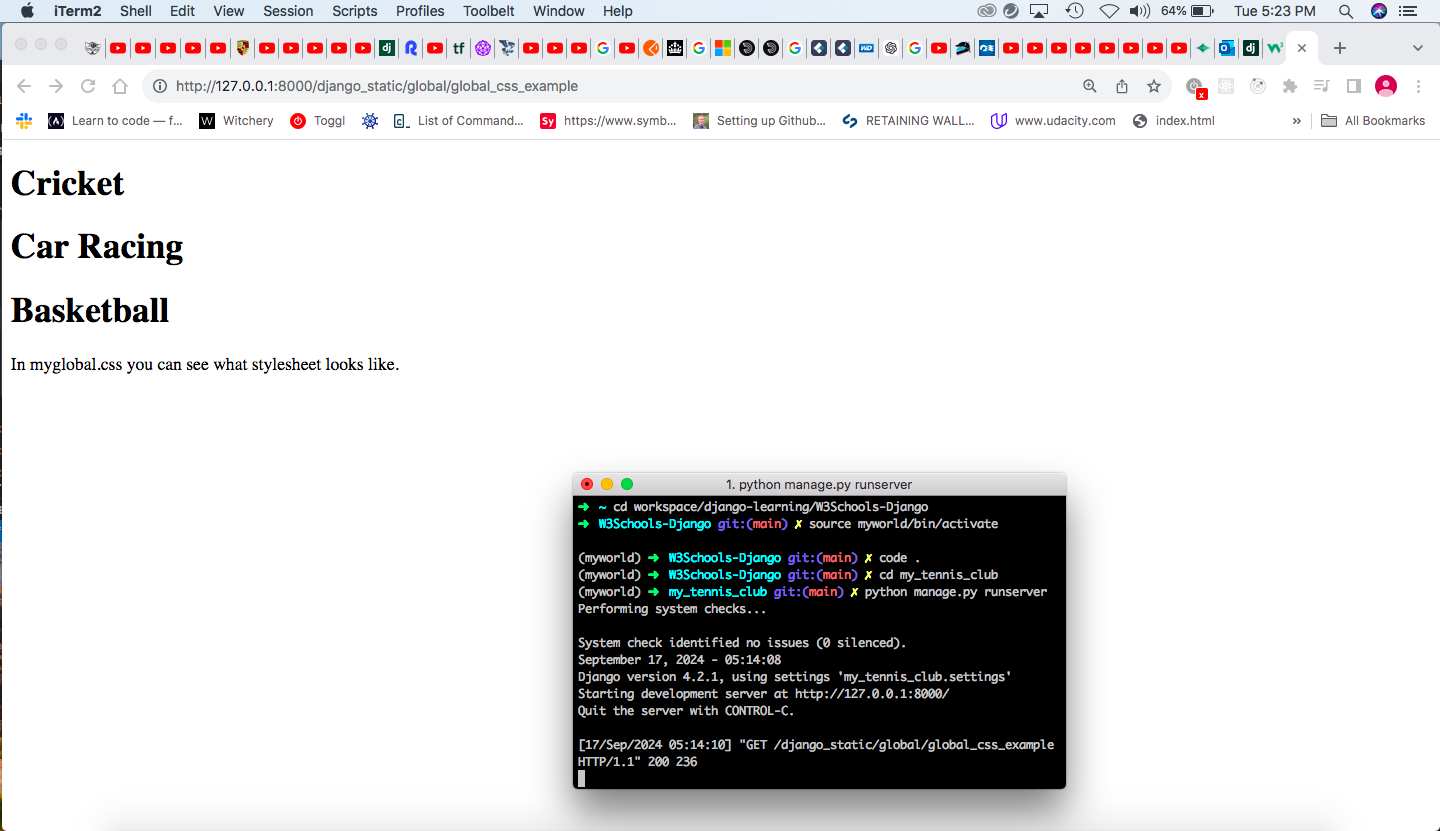 iTerm2 Shell Edit View Session Scripts Profiles Toolbelt Window Help 64% Tue 5:23 PM
dj R tf G G G WD G dj W
http://127.0.0.1:8000/django_static/global/global_css_example x
Learn to code — f... W Witchery Toggl List of Command... Sy https://www.symb... Setting up Github... RETAINING WALL... www.udacity.com index.html » All Bookmarks
Cricket
Car Racing
Basketball
In myglobal.css you can see what stylesheet looks like.
1. python manage.py runserver
➜ ~ cd workspace/django-learning/W3Schools-Django
➜ W3Schools-Django git:(main) ✗ source myworld/bin/activate
(myworld) ➜ W3Schools-Django git:(main) ✗ code .
(myworld) ➜ W3Schools-Django git:(main) ✗ cd my_tennis_club
(myworld) ➜ my_tennis_club git:(main) ✗ python manage.py runserver
Performing system checks...
System check identified no issues (0 silenced).
September 17, 2024 - 05:14:08
Django version 4.2.1, using settings 'my_tennis_club.settings'
Starting development server at http://127.0.0.1:8000/
Quit the server with CONTROL-C.
[17/Sep/2024 05:14:10] "GET /django_static/global/global_css_example
HTTP/1.1" 200 236